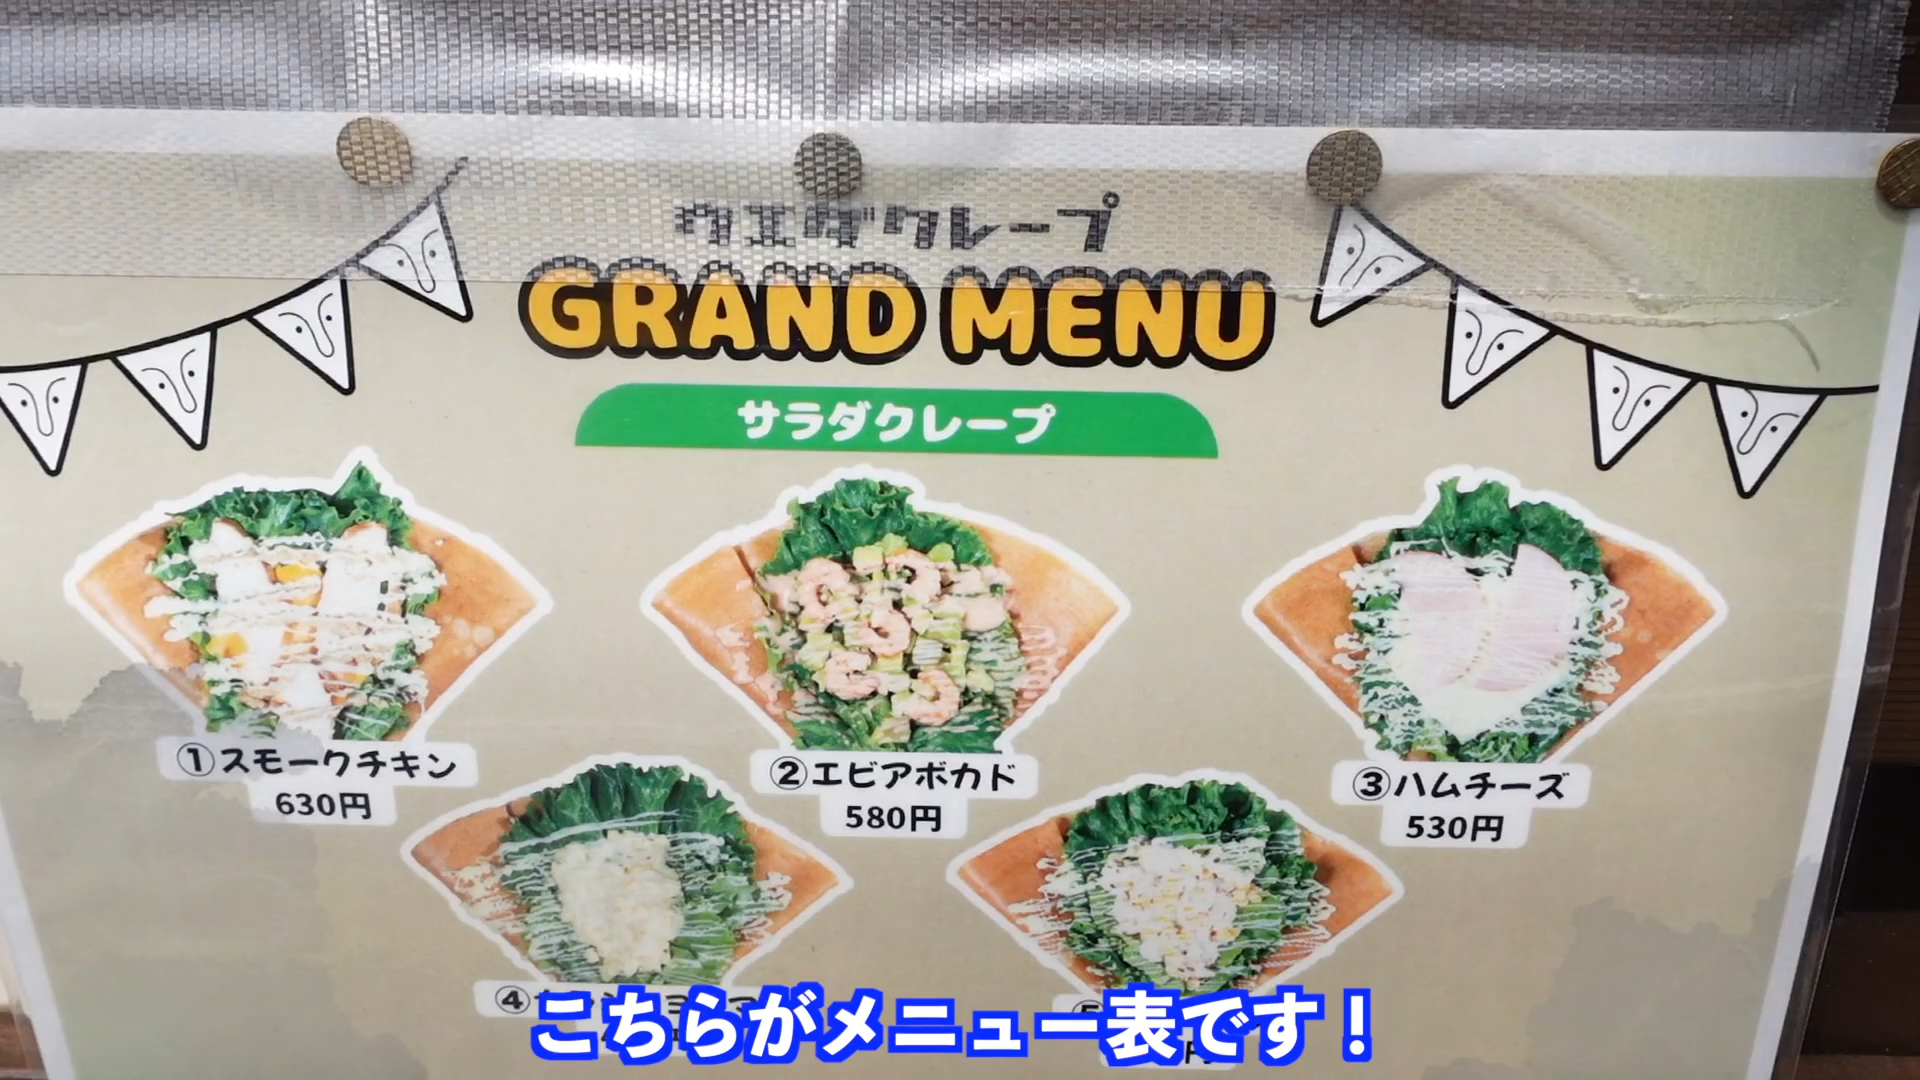 ウエダクレープ
GRAND MENU
サラダクレープ
①スモークチキン
630円
②エビアボカド
580円
③ハムチーズ
530円
④
こちらがメニュー表です！